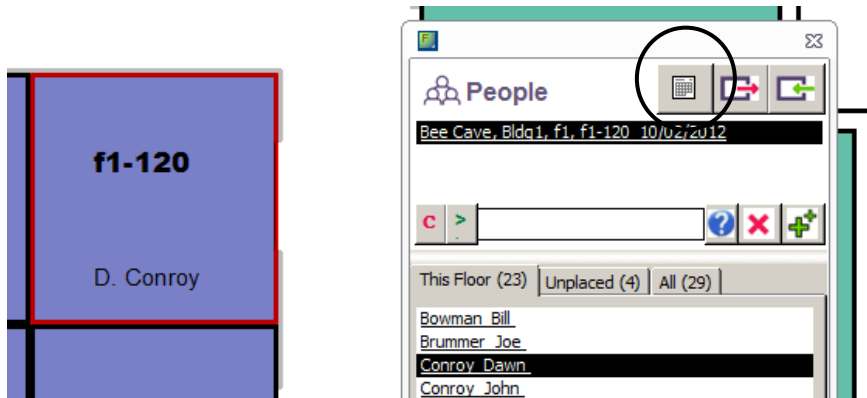 f1-120
D. Conroy
People
Bee Cave, Bldg1, f1, f1-120 10/02/2012
C >
This Floor (23) Unplaced (4) All (29)
Bowman Bill
Brummer Joe
Conroy Dawn
Conroy John